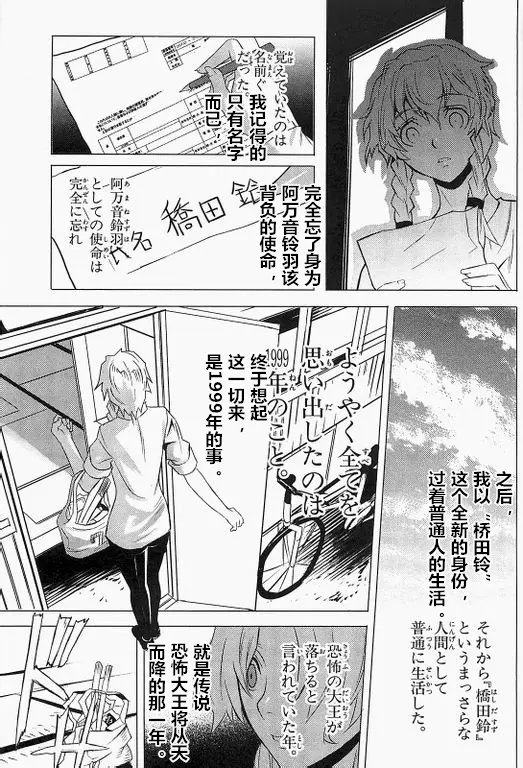 覚えていたのは
名前ぐ
だった
我记得的
只有名字
而已，
氏名 橋田 鈴
阿万音鈴羽
としての使命は
完全に忘れ
完全忘了身为
阿万音铃羽该
背负的使命，
之后，
我以“桥田铃”
这个全新的身份，
过着普通人的生活。
それから『橋田鈴』
というまっさらな
人間として
普通に生活した。
ようやく全てを
思い出したのは
1999年のこと。
终于想起
这一切来，
是1999年的事。
恐怖の大王が
落ちると
言われていた年。
就是传说
恐怖大王将从天
而降的那一年。